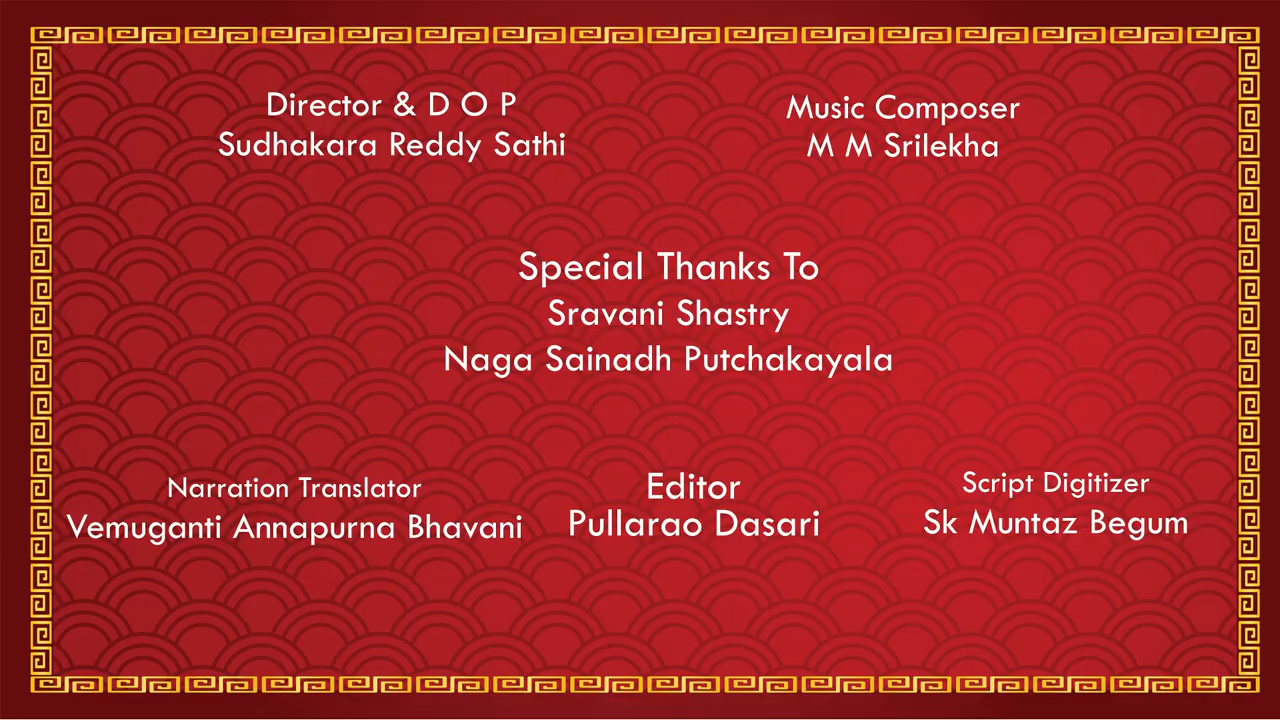 Director & D O P
Sudhakara Reddy Sathi
Music Composer
M M Srilekha
Special Thanks To
Sravani Shastry
Naga Sainadh Putchakayala
Narration Translator
Vemuganti Annapurna Bhavani
Editor
Pullarao Dasari
Script Digitizer
Sk Muntaz Begum